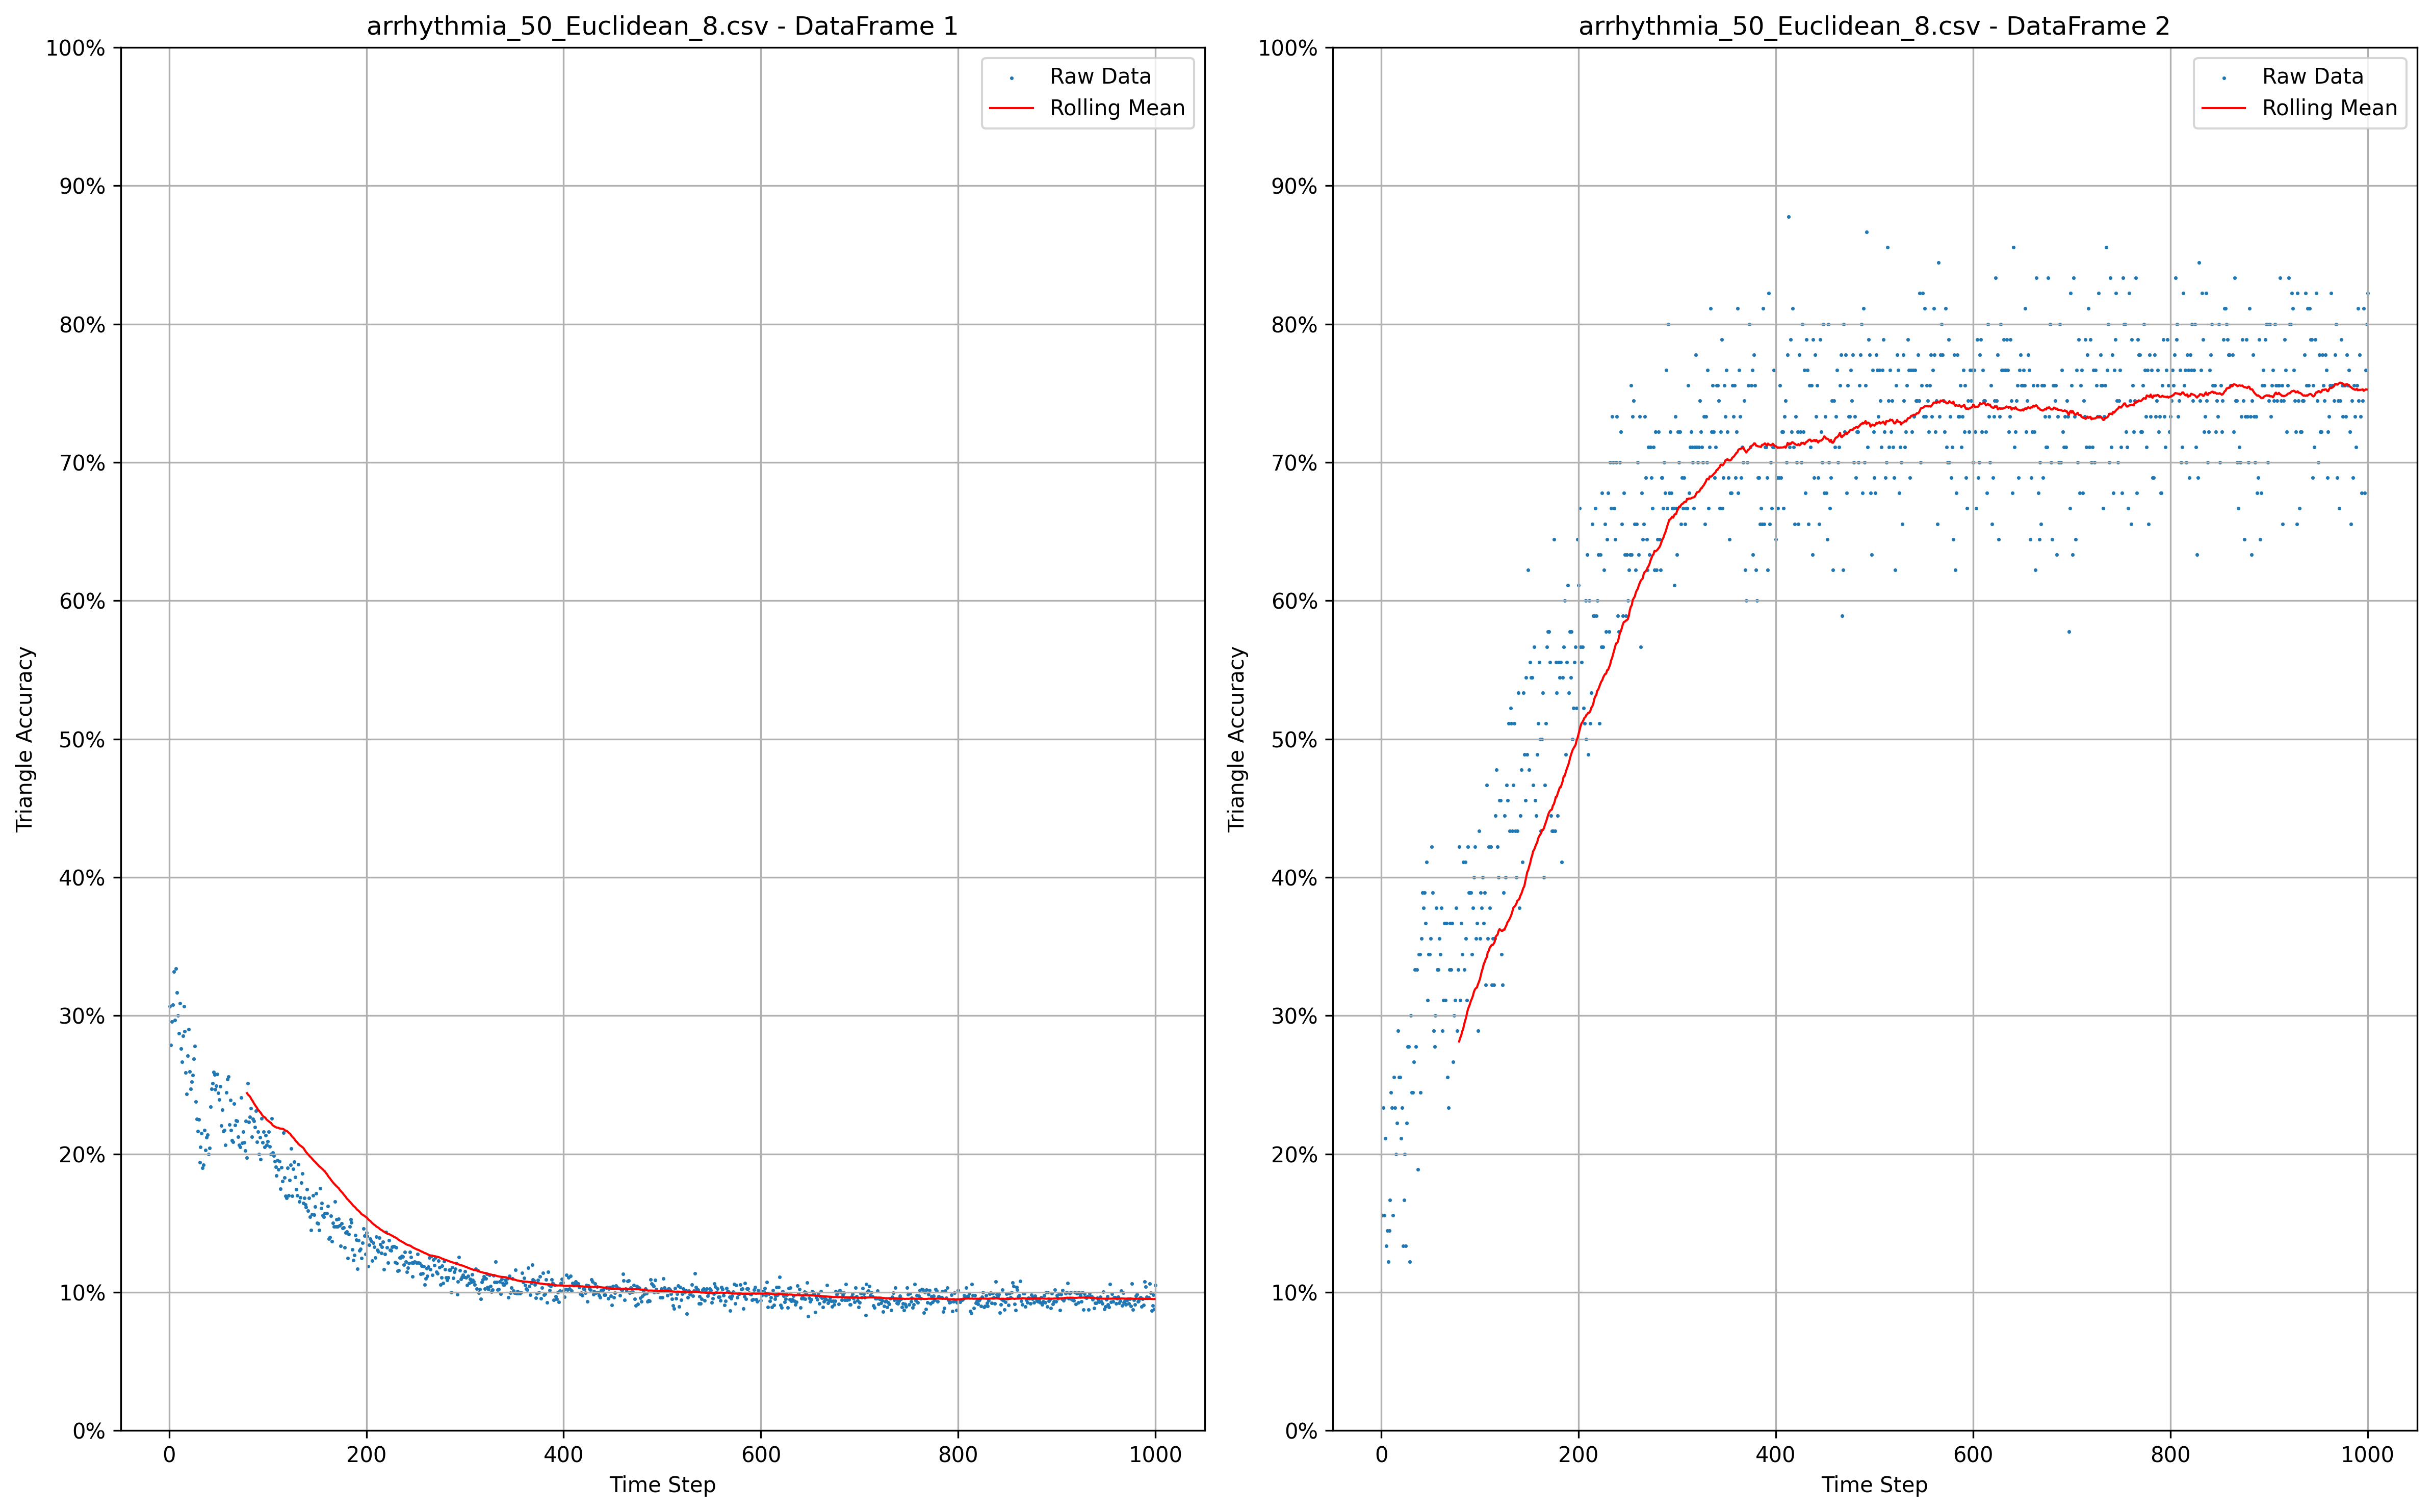 arrhythmia_50_Euclidean_8.csv - DataFrame 1
Raw Data
Rolling Mean
100%
90%
80%
70%
60%
50%
40%
30%
20%
10%
0%
Triangle Accuracy
0 200 400 600 800 1000
Time Step
arrhythmia_50_Euclidean_8.csv - DataFrame 2
Raw Data
Rolling Mean
100%
90%
80%
70%
60%
50%
40%
30%
20%
10%
0%
Triangle Accuracy
0 200 400 600 800 1000
Time Step